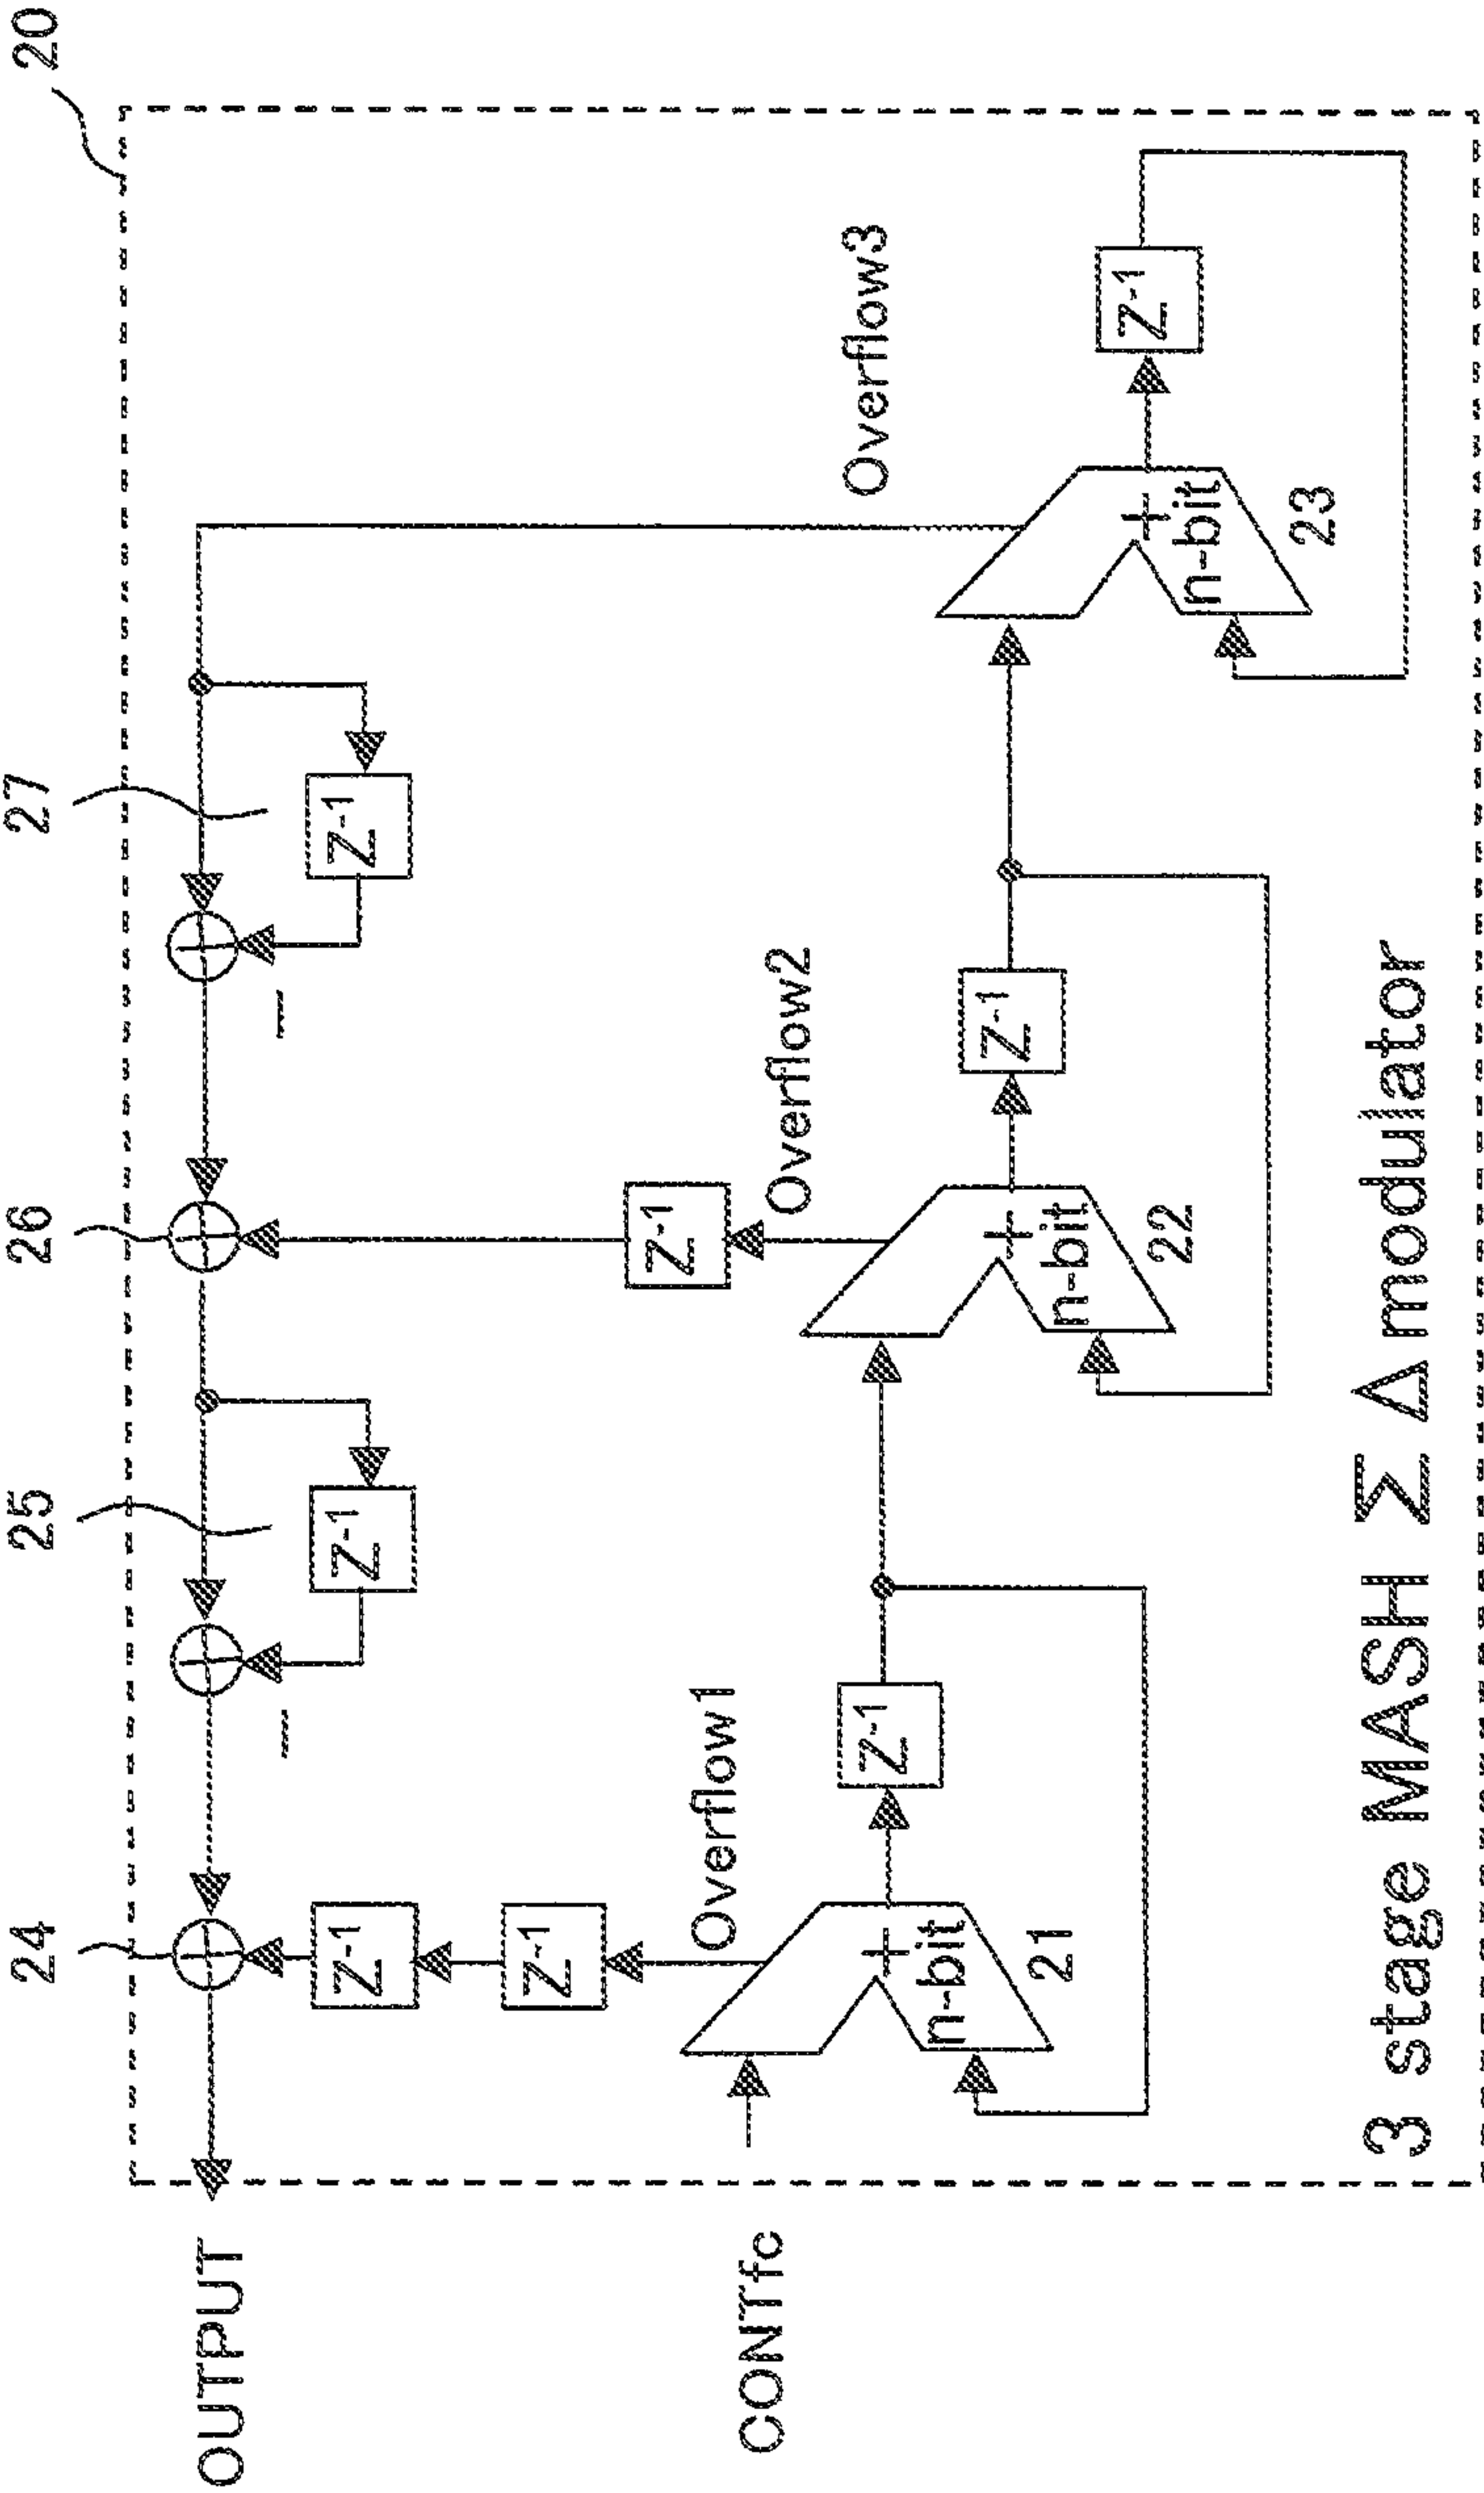 20
27
26
25
24
OUTPUT
Z-1
Z-1
Z-1
Z-1
Z-1
Overflow1
Overflow2
Overflow3
CONTfc
+
n-bit
21
Z-1
+
n-bit
22
Z-1
+
n-bit
23
Z-1
—
—
3 stage MASH Σ Δ modulator